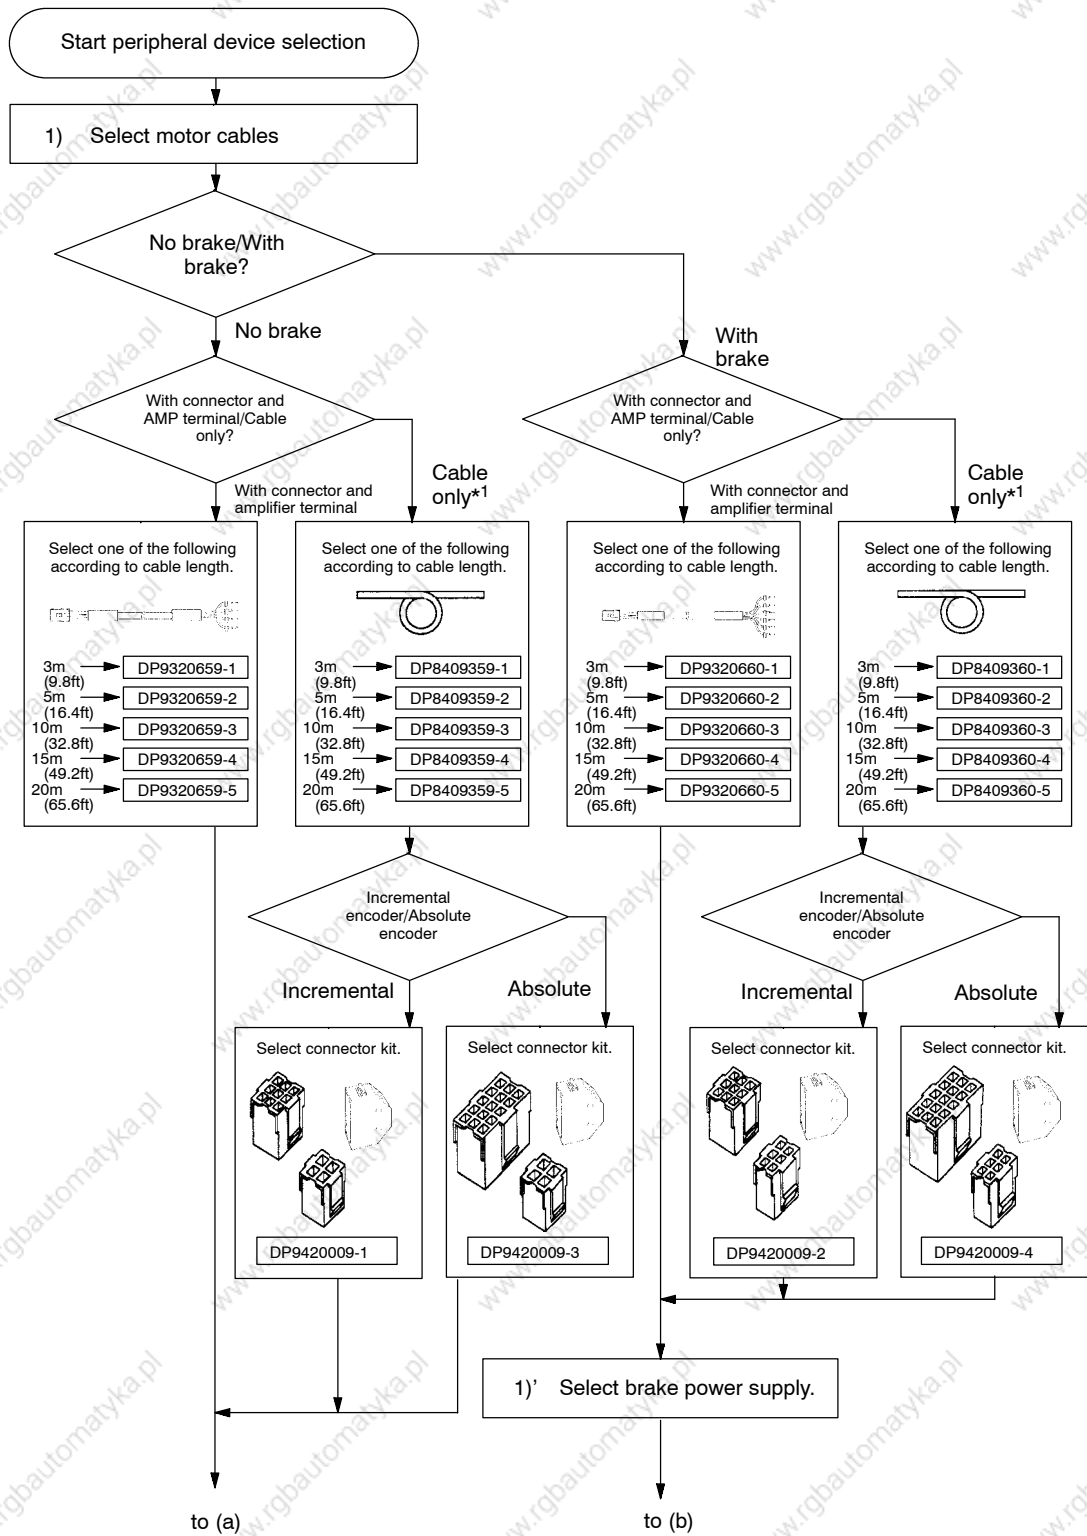 Start peripheral device selection
1) Select motor cables
No brake/With
brake?
No brake
With
brake
With connector and
AMP terminal/Cable
only?
With connector and
AMP terminal/Cable
only?
Cable
only*1
Cable
only*1
With connector and
amplifier terminal
With connector and
amplifier terminal
Select one of the following
according to cable length.
3m
(9.8ft)
DP9320659-1
5m
(16.4ft)
DP9320659-2
10m
(32.8ft)
DP9320659-3
15m
(49.2ft)
DP9320659-4
20m
(65.6ft)
DP9320659-5
Select one of the following
according to cable length.
3m
(9.8ft)
DP8409359-1
5m
(16.4ft)
DP8409359-2
10m
(32.8ft)
DP8409359-3
15m
(49.2ft)
DP8409359-4
20m
(65.6ft)
DP8409359-5
Select one of the following
according to cable length.
3m
(9.8ft)
DP9320660-1
5m
(16.4ft)
DP9320660-2
10m
(32.8ft)
DP9320660-3
15m
(49.2ft)
DP9320660-4
20m
(65.6ft)
DP9320660-5
Select one of the following
according to cable length.
3m
(9.8ft)
DP8409360-1
5m
(16.4ft)
DP8409360-2
10m
(32.8ft)
DP8409360-3
15m
(49.2ft)
DP8409360-4
20m
(65.6ft)
DP8409360-5
Incremental
encoder/Absolute
encoder
Incremental
encoder/Absolute
encoder
Incremental
Absolute
Incremental
Absolute
Select connector kit.
DP9420009-1
Select connector kit.
DP9420009-3
Select connector kit.
DP9420009-2
Select connector kit.
DP9420009-4
1)’ Select brake power supply.
to (a)
to (b)
www.rgbautomatyka.pl